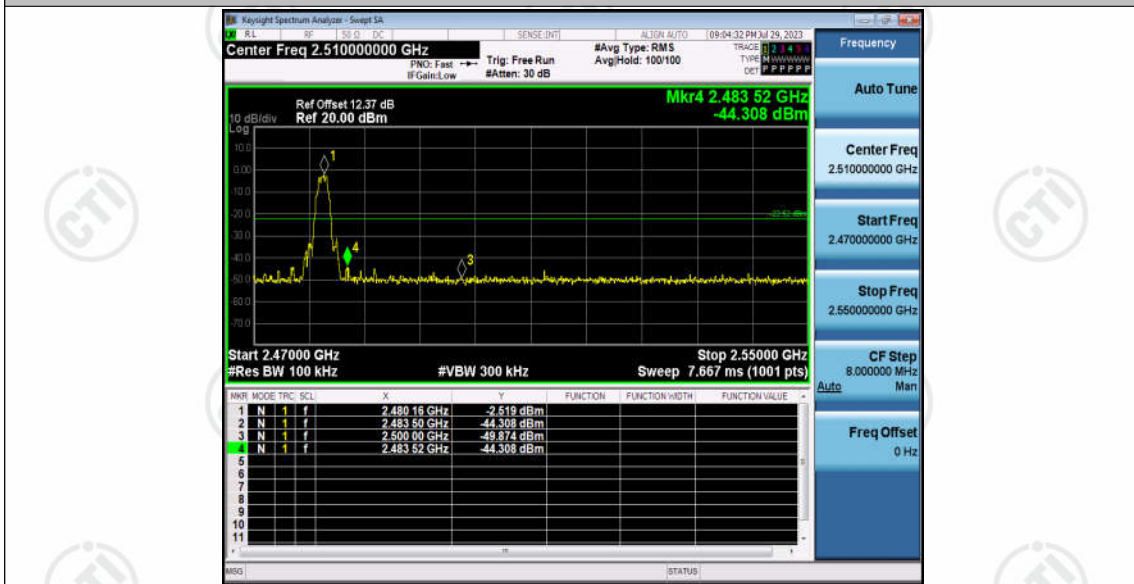 Keysight Spectrum Analyzer - Swept SA
RL RF 50 Ω DC SENSE:INT ALIGN AUTO 09:04:32 PM Jul 29, 2023
Center Freq 2.510000000 GHz
PNO: Fast
IFGain:Low
Trig: Free Run
#Atten: 30 dB
#Avg Type: RMS
Avg|Hold: 100/100
TRACE 1 2 3 4 5 6
TYPE M WWWWW
DET P P P P P P
Frequency
Auto Tune
Center Freq
2.510000000 GHz
Start Freq
2.470000000 GHz
Stop Freq
2.550000000 GHz
CF Step
8.000000 MHz
Auto Man
Freq Offset
0 Hz
Mkr4 2.483 52 GHz
-44.308 dBm
Ref Offset 12.37 dB
10 dB/div Ref 20.00 dBm
Log
10.0
0.00
-10.0
-20.0
-30.0
-40.0
-50.0
-60.0
-70.0
1
4
3
-22.52 dBm
Start 2.47000 GHz Stop 2.55000 GHz
#Res BW 100 kHz #VBW 300 kHz Sweep 7.667 ms (1001 pts)
MKR MODE TRC SCL X Y FUNCTION FUNCTION WIDTH FUNCTION VALUE
1 N 1 f 2.480 16 GHz -2.519 dBm
2 N 1 f 2.483 50 GHz -44.308 dBm
3 N 1 f 2.500 00 GHz -49.874 dBm
4 N 1 f 2.483 52 GHz -44.308 dBm
5
6
7
8
9
10
11
MSG STATUS
CTI
CTI